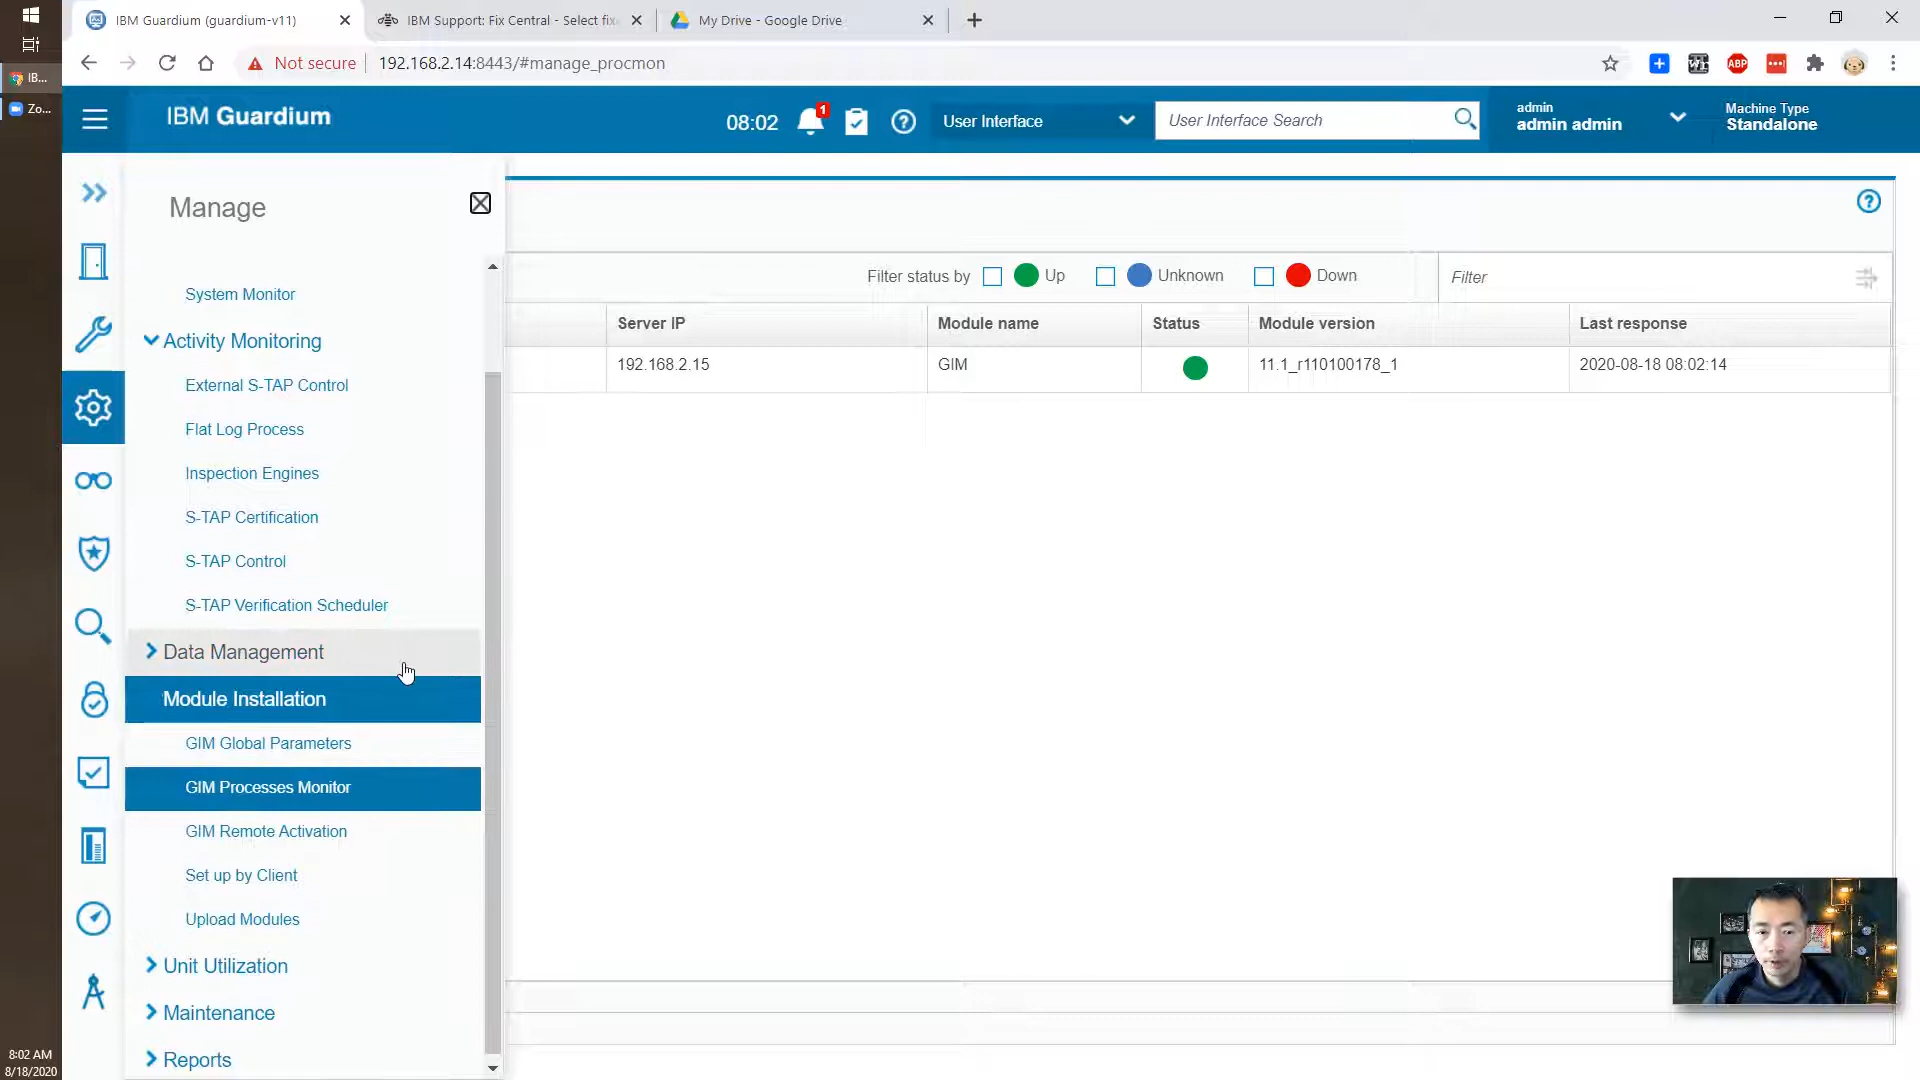 IBM Guardium (guardium-v11)
IBM Support: Fix Central - Select fixe
My Drive - Google Drive
IB...
Zo...
Not secure
192.168.2.14:8443/#manage_procmon
ABP
IBM Guardium
08:02
1
User Interface
User Interface Search
admin
admin admin
Machine Type
Standalone
Manage
System Monitor
Activity Monitoring
External S-TAP Control
Flat Log Process
Inspection Engines
S-TAP Certification
S-TAP Control
S-TAP Verification Scheduler
Data Management
Module Installation
GIM Global Parameters
GIM Processes Monitor
GIM Remote Activation
Set up by Client
Upload Modules
Unit Utilization
Maintenance
Reports
Filter status by
Up
Unknown
Down
Filter
Server IP
Module name
Status
Module version
Last response
192.168.2.15
GIM
11.1_r110100178_1
2020-08-18 08:02:14
8:02 AM
8/18/2020